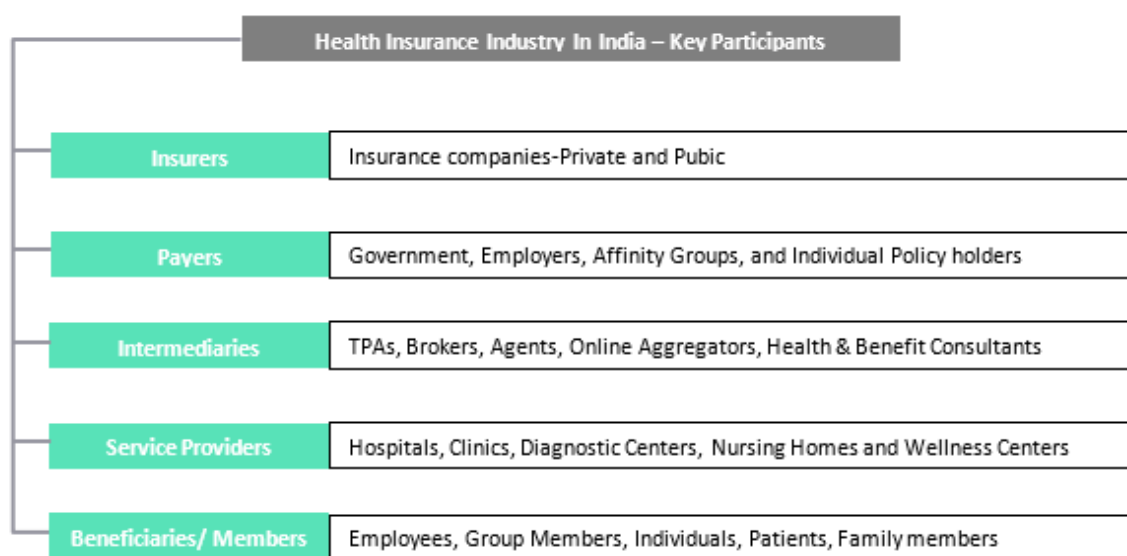 Health Insurance Industry In India – Key Participants
Insurers
Insurance companies-Private and Pubic
Payers
Government, Employers, Affinity Groups, and Individual Policy holders
Intermediaries
TPAs, Brokers, Agents, Online Aggregators, Health & Benefit Consultants
Service Providers
Hospitals, Clinics, Diagnostic Centers, Nursing Homes and Wellness Centers
Beneficiaries/ Members
Employees, Group Members, Individuals, Patients, Family members